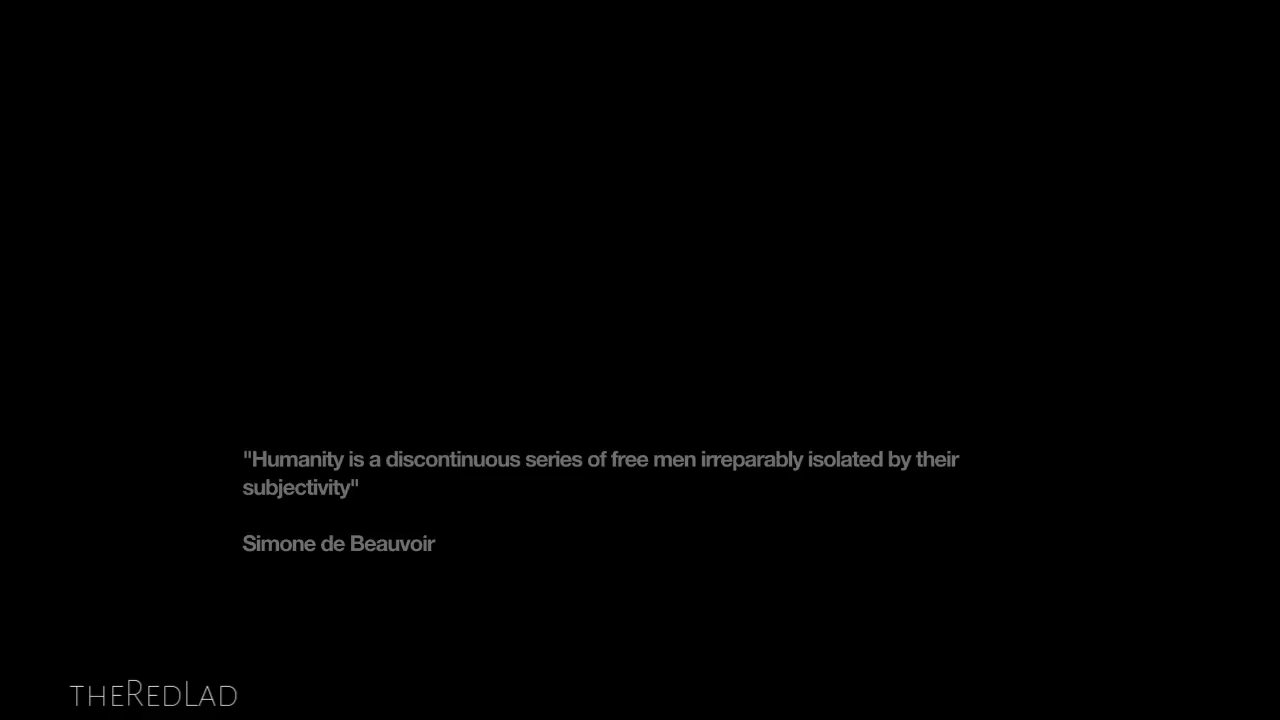 "Humanity is a discontinuous series of free men irreparably isolated by their
subjectivity"
Simone de Beauvoir
THEREDLAD